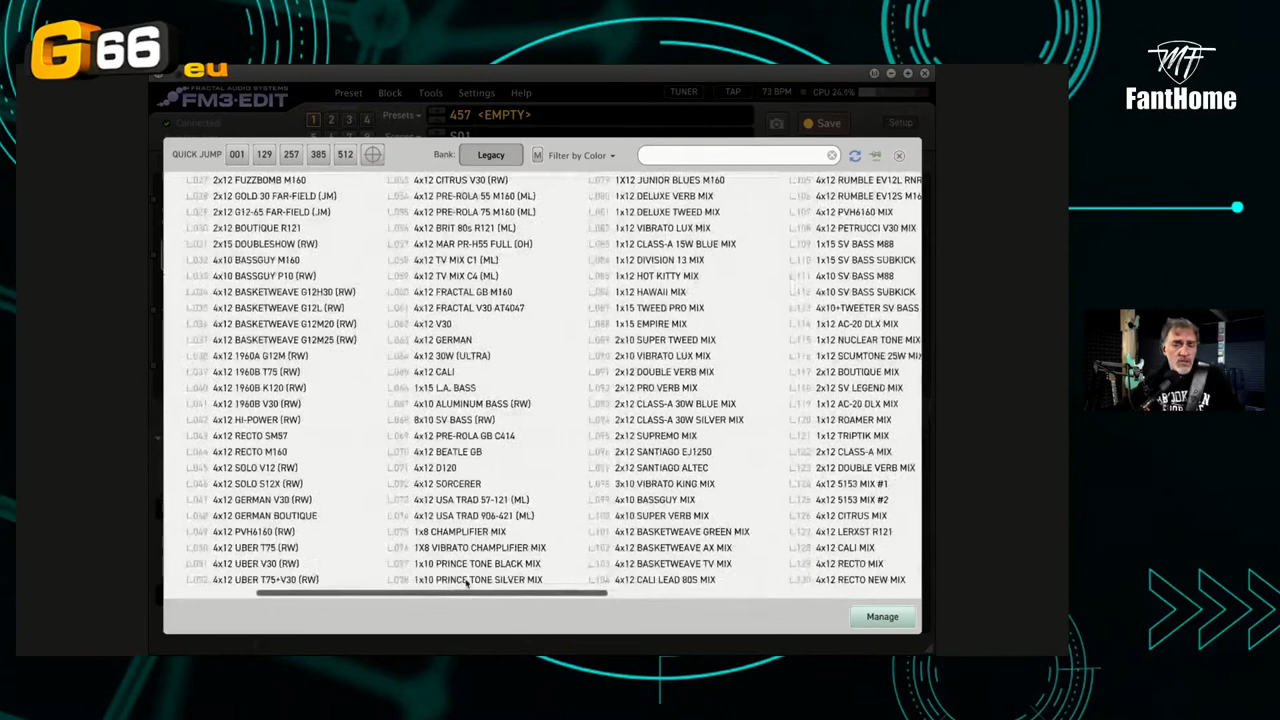 G 66
eu
MF
FantHome
FRACTAL AUDIO SYSTEMS
FM3-EDIT
Preset Block Tools Settings Help
TUNER TAP 73 BPM CPU 24.6%
Connected
1 2 3 4
Presets
457 <EMPTY>
Save
Setup
QUICK JUMP 001 129 257 385 512
Bank: Legacy
M Filter by Color
2x12 FUZZBOMB M160
2x12 GOLD 30 FAR-FIELD (JM)
2x12 G12-65 FAR-FIELD (JM)
2x12 BOUTIQUE R121
2x15 DOUBLESHOW (RW)
4x10 BASSGUY M160
4x10 BASSGUY P10 (RW)
4x12 BASKETWEAVE G12H30 (RW)
4x12 BASKETWEAVE G12L (RW)
4x12 BASKETWEAVE G12M20 (RW)
4x12 BASKETWEAVE G12M25 (RW)
4x12 1960A G12M (RW)
4x12 1960B T75 (RW)
4x12 1960B K120 (RW)
4x12 1960B V30 (RW)
4x12 HI-POWER (RW)
4x12 RECTO SM57
4x12 RECTO M160
4x12 SOLO V12 (RW)
4x12 SOLO S12X (RW)
4x12 GERMAN V30 (RW)
4x12 GERMAN BOUTIQUE
4x12 PVH6160 (RW)
4x12 UBER T75 (RW)
4x12 UBER V30 (RW)
4x12 UBER T75+V30 (RW)
4x12 CITRUS V30 (RW)
4x12 PRE-ROLA 55 M160 (ML)
4x12 PRE-ROLA 75 M160 (ML)
4x12 BRIT 80s R121 (ML)
4x12 MAR PR-H55 FULL (OH)
4x12 TV MIX C1 (ML)
4x12 TV MIX C4 (ML)
4x12 FRACTAL GB M160
4x12 FRACTAL V30 AT4047
4x12 V30
4x12 GERMAN
4x12 30W (ULTRA)
4x12 CALI
1x15 L.A. BASS
4x10 ALUMINUM BASS (RW)
8x10 SV BASS (RW)
4x12 PRE-ROLA GB C414
4x12 BEATLE GB
4x12 D120
4x12 SORCERER
4x12 USA TRAD 57-121 (ML)
4x12 USA TRAD 906-421 (ML)
1x8 CHAMPLIFIER MIX
1X8 VIBRATO CHAMPLIFIER MIX
1x10 PRINCE TONE BLACK MIX
1x10 PRINCE TONE SILVER MIX
1X12 JUNIOR BLUES M160
1x12 DELUXE VERB MIX
1x12 DELUXE TWEED MIX
1x12 VIBRATO LUX MIX
1x12 CLASS-A 15W BLUE MIX
1x12 DIVISION 13 MIX
1x12 HOT KITTY MIX
1x12 HAWAII MIX
1x15 TWEED PRO MIX
1x15 EMPIRE MIX
2x10 SUPER TWEED MIX
2x10 VIBRATO LUX MIX
2x12 DOUBLE VERB MIX
2x12 PRO VERB MIX
2x12 CLASS-A 30W BLUE MIX
2x12 CLASS-A 30W SILVER MIX
2x12 SUPREMO MIX
2x12 SANTIAGO EJ1250
2x12 SANTIAGO ALTEC
3x10 VIBRATO KING MIX
4x10 BASSGUY MIX
4x10 SUPER VERB MIX
4x12 BASKETWEAVE GREEN MIX
4x12 BASKETWEAVE AX MIX
4x12 BASKETWEAVE TV MIX
4x12 CALI LEAD 80S MIX
4x12 RUMBLE EV12L RNR
4x12 RUMBLE EV12S M16
4x12 PVH6160 MIX
4x12 PETRUCCI V30 MIX
1x15 SV BASS M88
1x15 SV BASS SUBKICK
4x10 SV BASS M88
4x10 SV BASS SUBKICK
4x10+TWEETER SV BASS
1x12 AC-20 DLX MIX
1x12 NUCLEAR TONE MIX
1x12 SCUMTONE 25W MIX
2x12 BOUTIQUE MIX
2x12 SV LEGEND MIX
1x12 AC-20 DLX MIX
1x12 ROAMER MIX
1x12 TRIPTIK MIX
2x12 CLASS-A MIX
2x12 DOUBLE VERB MIX
4x12 5153 MIX #1
4x12 5153 MIX #2
4x12 CITRUS MIX
4x12 LERXST R121
4x12 CALI MIX
4x12 RECTO MIX
4x12 RECTO NEW MIX
Manage